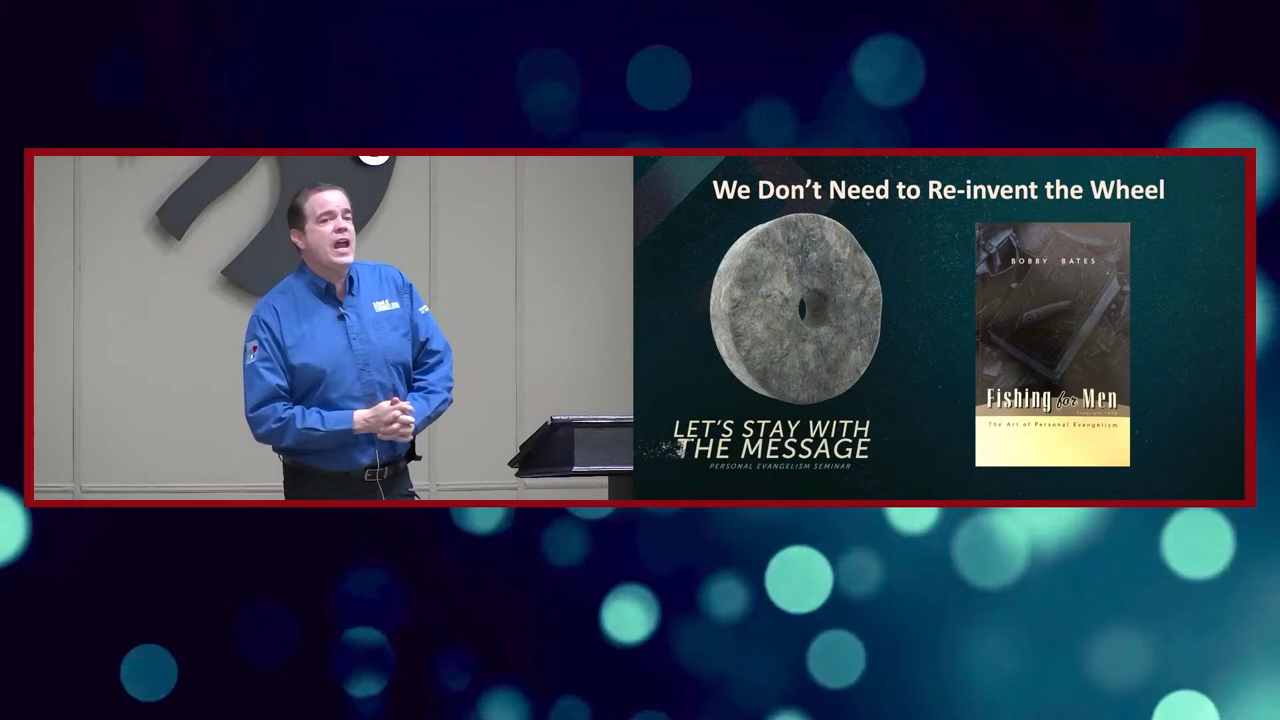 We Don't Need to Re-invent the Wheel
BOBBY BATES
Fishing for Men
The Art of Personal Evangelism
LET'S STAY WITH
THE MESSAGE
PERSONAL EVANGELISM SEMINAR